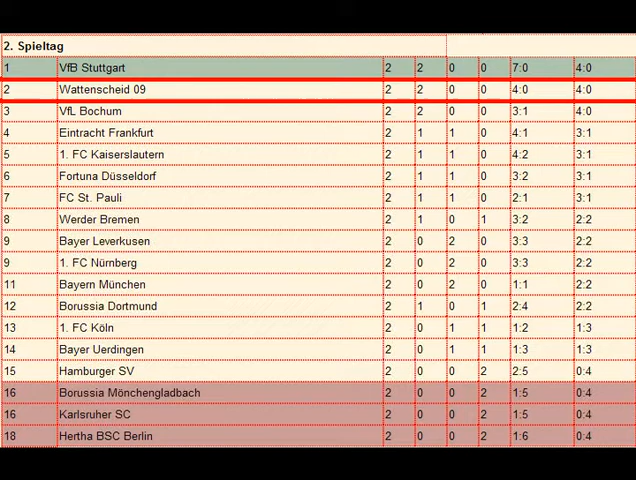 2. Spieltag
1 VfB Stuttgart 2 2 0 0 7:0 4:0
2 Wattenscheid 09 2 2 0 0 4:0 4:0
3 VfL Bochum 2 2 0 0 3:1 4:0
4 Eintracht Frankfurt 2 1 1 0 4:1 3:1
5 1. FC Kaiserslautern 2 1 1 0 4:2 3:1
6 Fortuna Düsseldorf 2 1 1 0 3:2 3:1
7 FC St. Pauli 2 1 1 0 2:1 3:1
8 Werder Bremen 2 1 0 1 3:2 2:2
9 Bayer Leverkusen 2 0 2 0 3:3 2:2
9 1. FC Nürnberg 2 0 2 0 3:3 2:2
11 Bayern München 2 0 2 0 1:1 2:2
12 Borussia Dortmund 2 1 0 1 2:4 2:2
13 1. FC Köln 2 0 1 1 1:2 1:3
14 Bayer Uerdingen 2 0 1 1 1:3 1:3
15 Hamburger SV 2 0 0 2 2:5 0:4
16 Borussia Mönchengladbach 2 0 0 2 1:5 0:4
16 Karlsruher SC 2 0 0 2 1:5 0:4
18 Hertha BSC Berlin 2 0 0 2 1:6 0:4